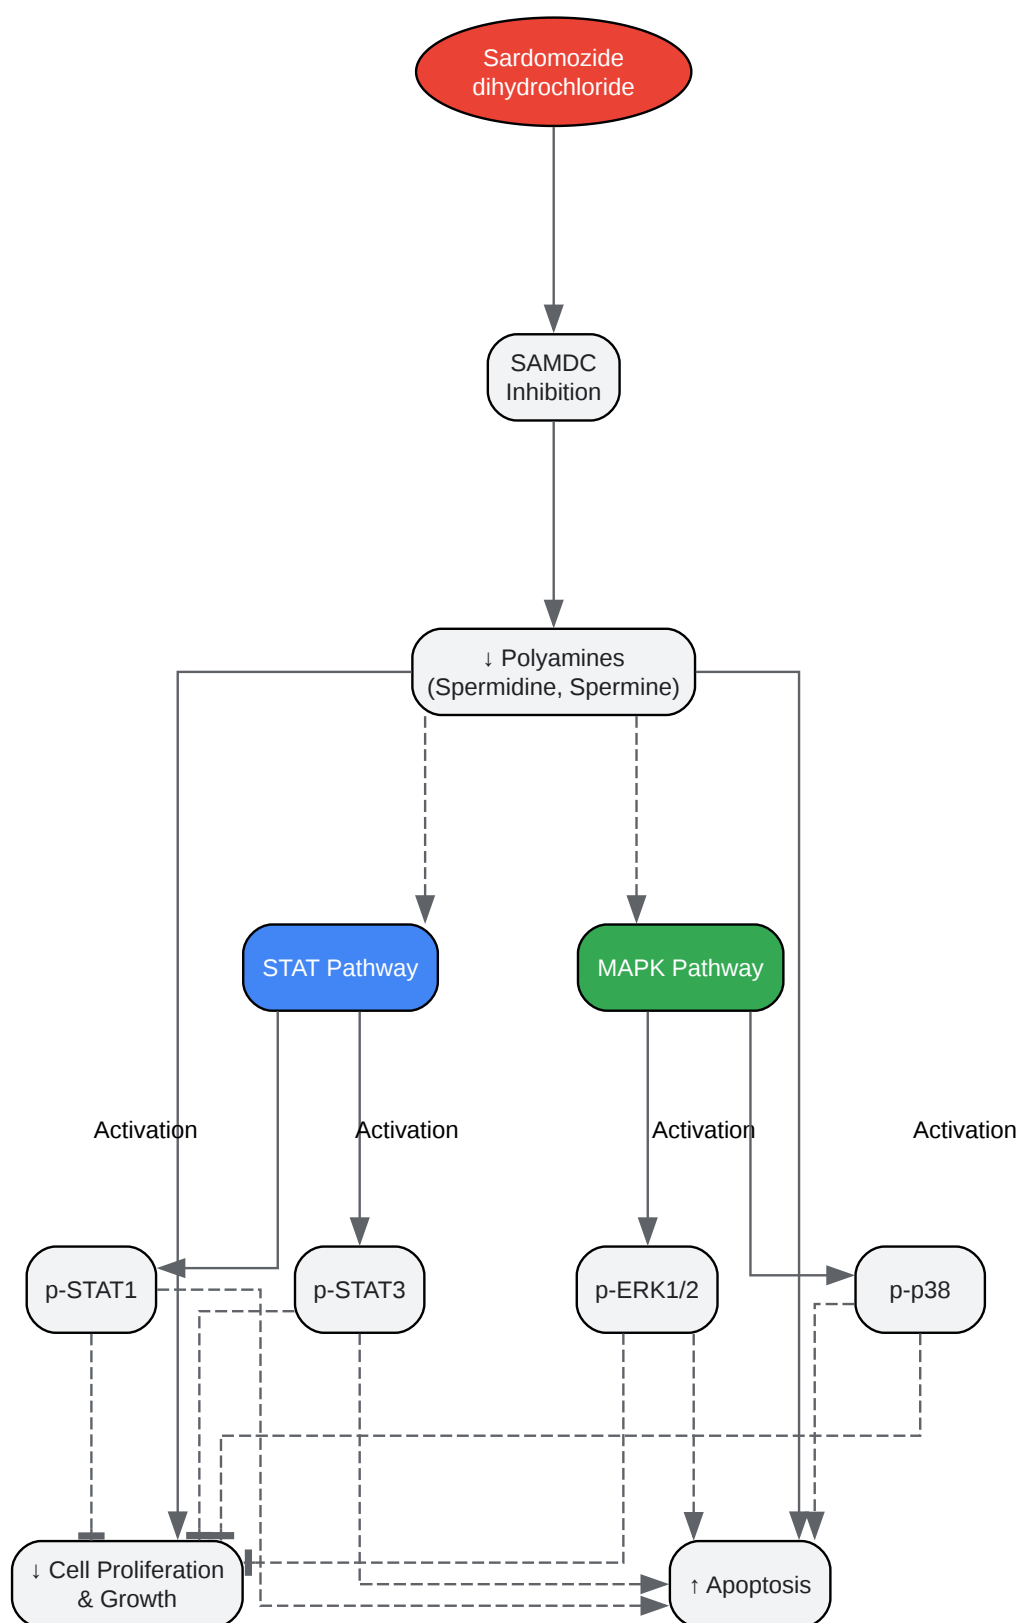 Sardomozide
dihydrochloride
SAMDC
Inhibition
↓ Polyamines
(Spermidine, Spermine)
STAT Pathway
MAPK Pathway
Activation
Activation
Activation
Activation
p-STAT1
p-STAT3
p-ERK1/2
p-p38
↓ Cell Proliferation
& Growth
↑ Apoptosis